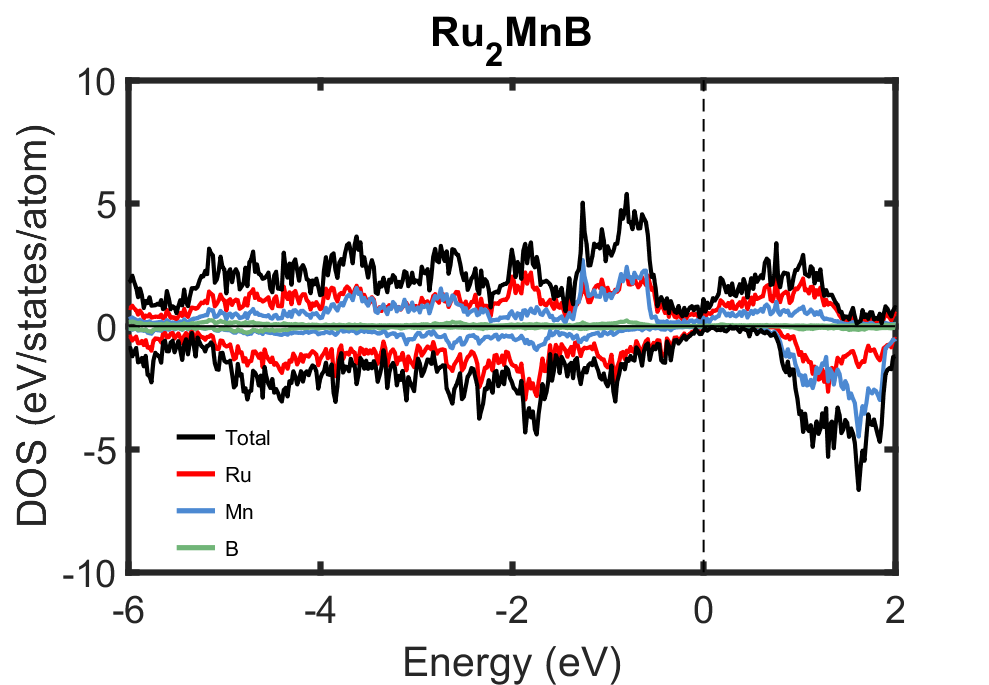 Ru₂MnB
10
5
0
-5
-10
DOS (eV/states/atom)
Total
Ru
Mn
B
-6
-4
-2
0
2
Energy (eV)